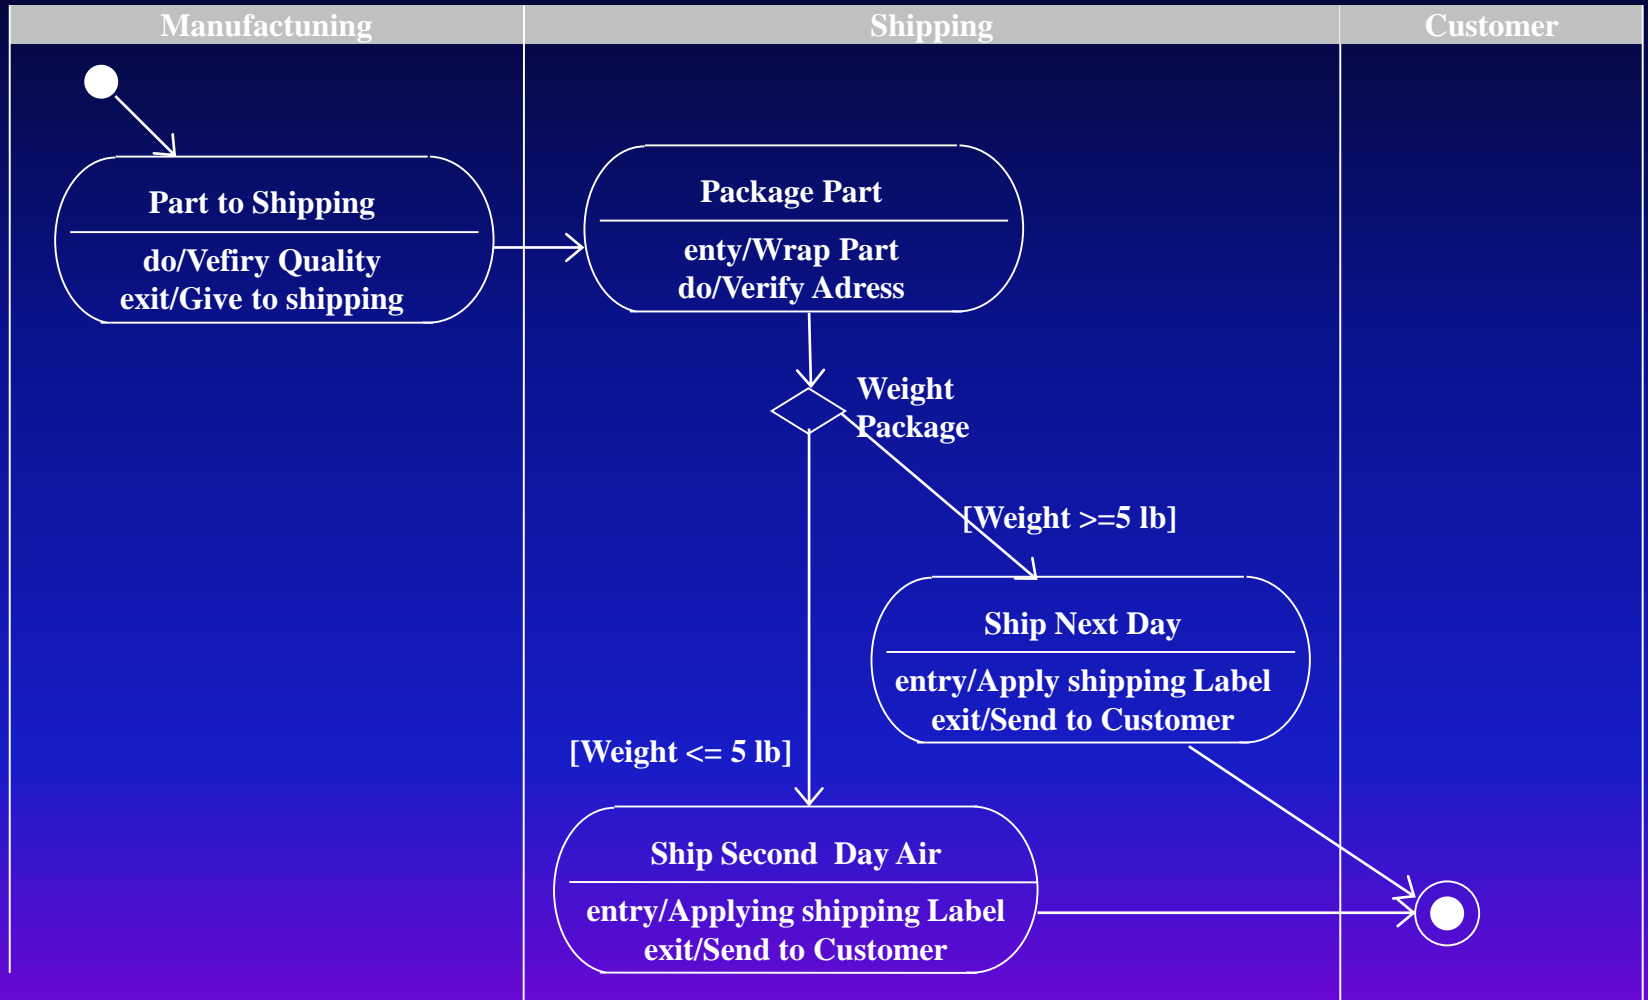 Manufactuning
Shipping
Customer
Part to Shipping
do/Vefiry Quality
exit/Give to shipping
Package Part
enty/Wrap Part
do/Verify Adress
Weight
Package
[Weight >=5 lb]
Ship Next Day
entry/Apply shipping Label
exit/Send to Customer
[Weight <= 5 lb]
Ship Second  Day Air
entry/Applying shipping Label
exit/Send to Customer